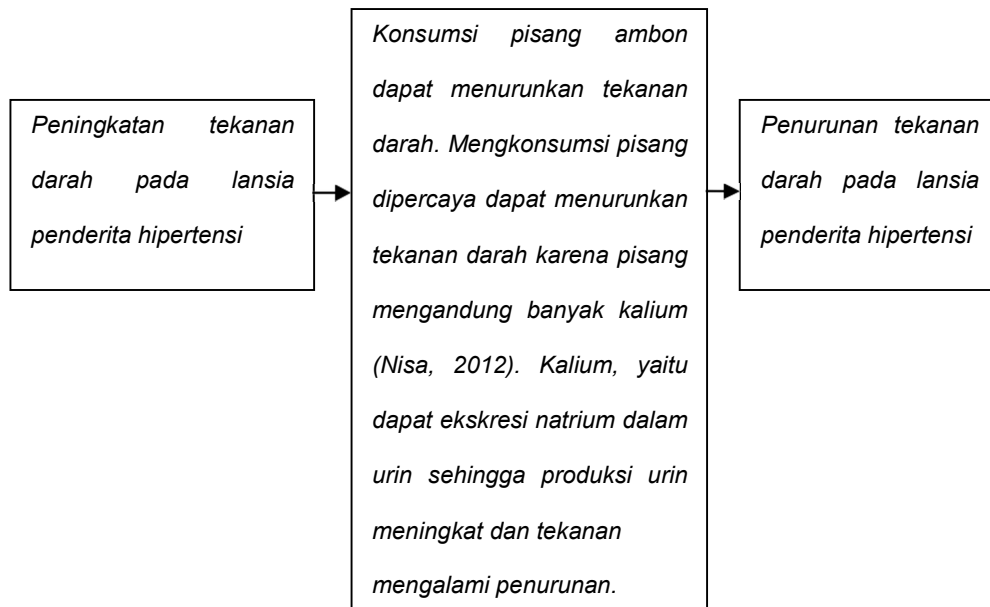 Peningkatan tekanan
darah pada lansia
penderita hipertensi
Konsumsi pisang ambon
dapat menurunkan tekanan
darah. Mengkonsumsi pisang
dipercaya dapat menurunkan
tekanan darah karena pisang
mengandung banyak kalium
(Nisa, 2012). Kalium, yaitu
dapat ekskresi natrium dalam
urin sehingga produksi urin
meningkat dan tekanan
mengalami penurunan.
Penurunan tekanan
darah pada lansia
penderita hipertensi